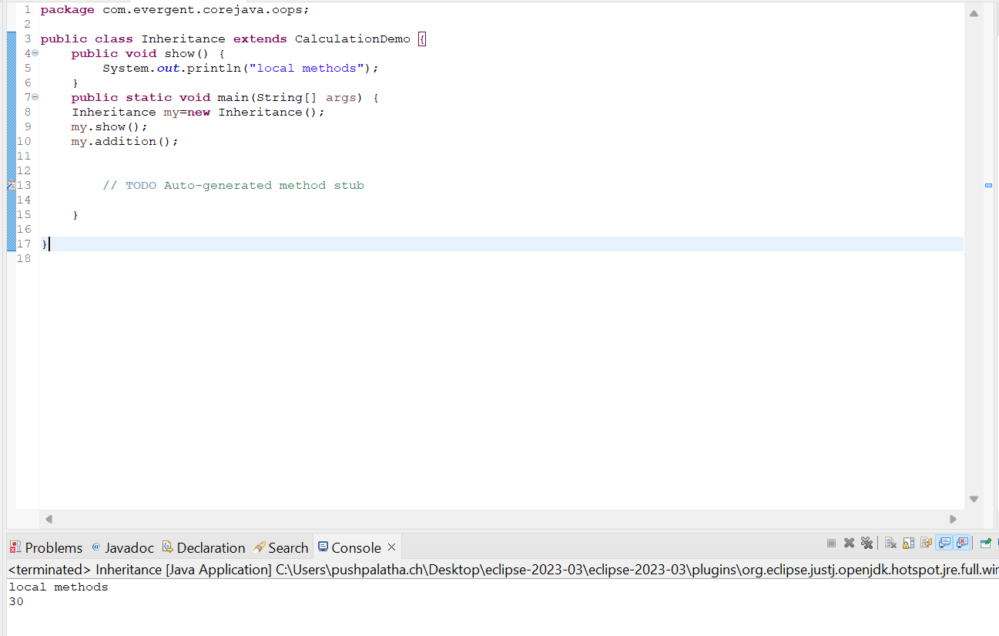 1 package com.evergent.corejava.oops;
2
3 public class Inheritance extends CalculationDemo {
4 public void show() {
5 System.out.println("local methods");
6 }
7 public static void main(String[] args) {
8 Inheritance my=new Inheritance();
9 my.show();
10 my.addition();
11
12
13 // TODO Auto-generated method stub
14
15 }
16
17 }
18
Problems @ Javadoc Declaration Search Console
<terminated> Inheritance [Java Application] C:\Users\pushpalatha.ch\Desktop\eclipse-2023-03\eclipse-2023-03\plugins\org.eclipse.justj.openjdk.hotspot.jre.full.win
local methods
30